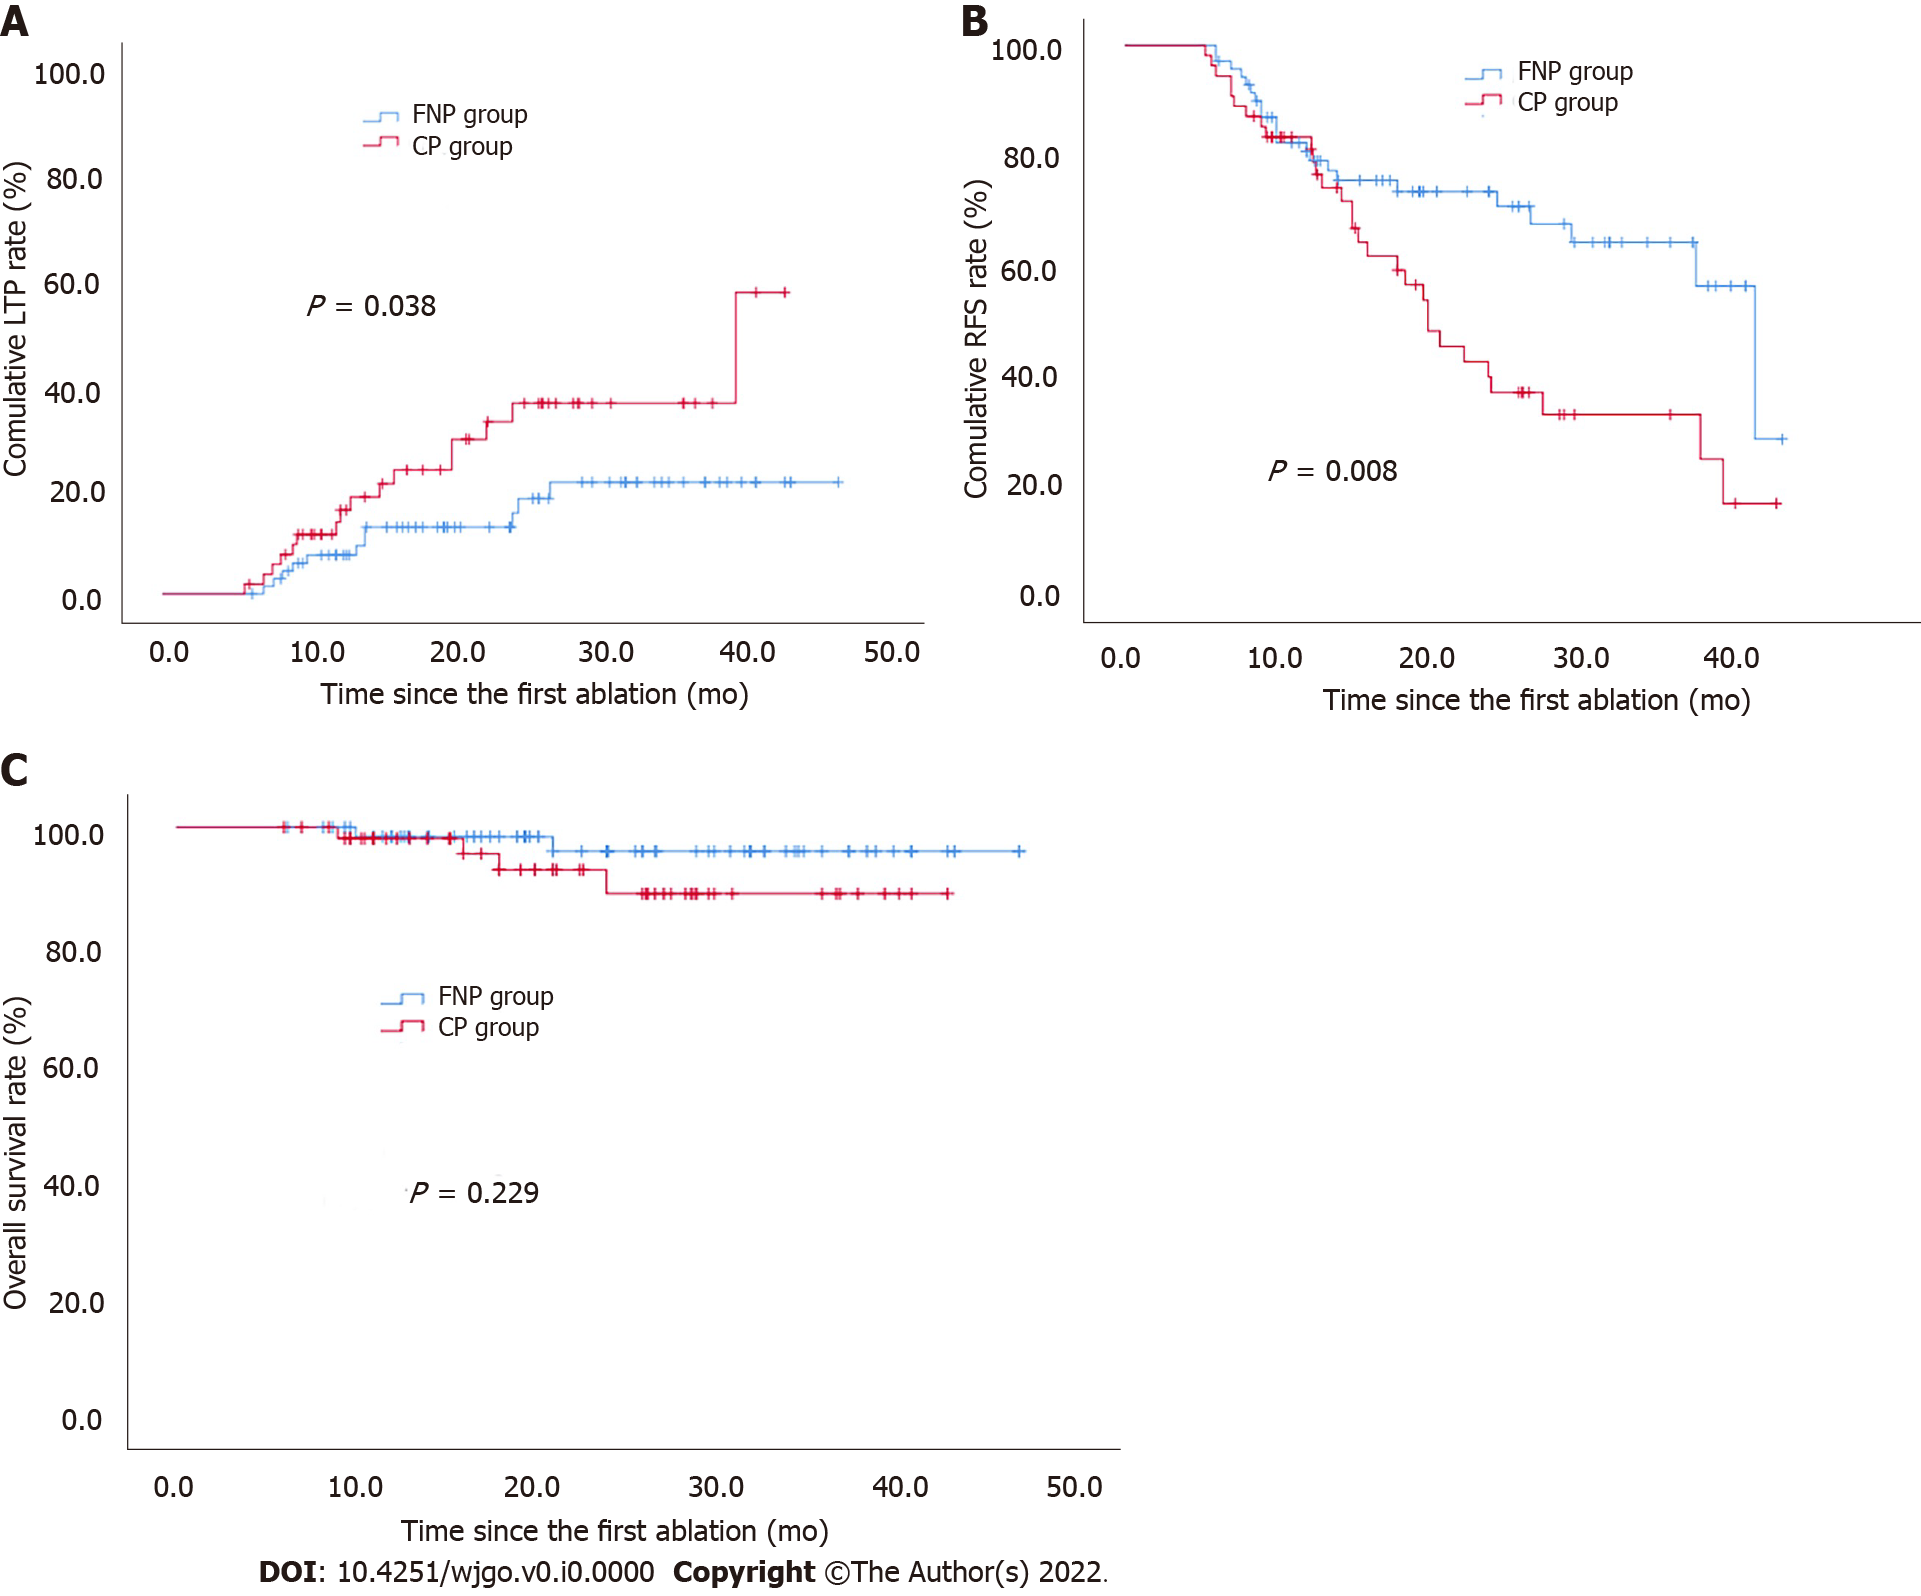 A
100.0
80.0
60.0
40.0
20.0
0.0
Comulative LTP rate (%)
FNP group
CP group
P = 0.038
0.0 10.0 20.0 30.0 40.0 50.0
Time since the first ablation (mo)
B
100.0
80.0
60.0
40.0
20.0
0.0
Comulative RFS rate (%)
FNP group
CP group
P = 0.008
0.0 10.0 20.0 30.0 40.0
Time since the first ablation (mo)
C
100.0
80.0
60.0
40.0
20.0
0.0
Overall survival rate (%)
FNP group
CP group
P = 0.229
0.0 10.0 20.0 30.0 40.0 50.0
Time since the first ablation (mo)
DOI: 10.4251/wjgo.v0.i0.0000 Copyright ©The Author(s) 2022.